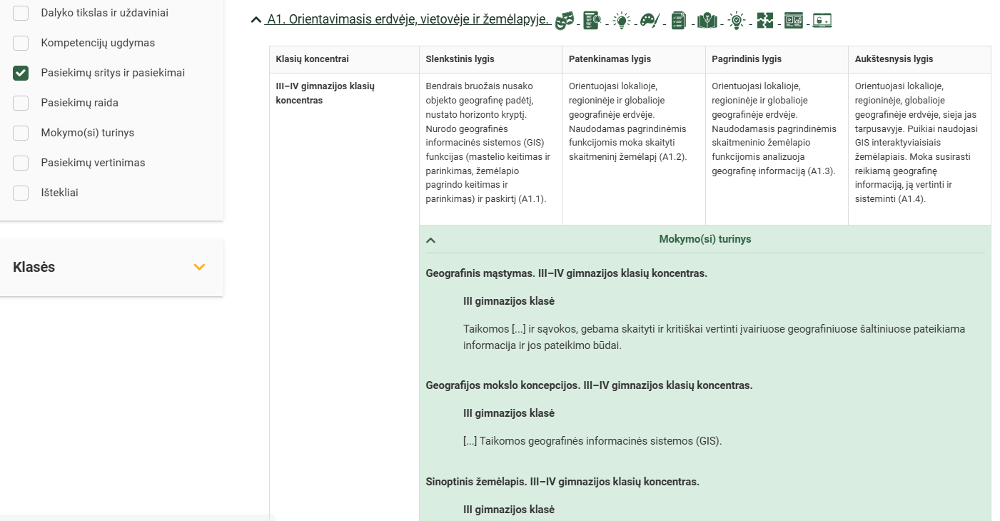 Dalyko tikslas ir uždaviniai
Kompetencijų ugdymas
Pasiekimų sritys ir pasiekimai
Pasiekimų raida
Mokymo(si) turinys
Pasiekimų vertinimas
Ištekliai
Klasės
A1. Orientavimasis erdvėje, vietovėje ir žemėlapyje.
Klasių koncentrai
Slenkstinis lygis
Patenkinamas lygis
Pagrindinis lygis
Aukštesnysis lygis
III–IV gimnazijos klasių
koncentras
Bendrais bruožais nusako
objekto geografinę padėtį,
nustato horizonto kryptį.
Nurodo geografinės
informacinės sistemos (GIS)
funkcijas (mastelio keitimas ir
parinkimas, žemėlapio
pagrindo keitimas ir
parinkimas) ir paskirtį (A1.1).
Orientuojasi lokalioje,
regioninėje ir globalioje
geografinėje erdvėje.
Naudodamas pagrindinėmis
funkcijomis moka skaityti
skaitmeninį žemėlapį (A1.2).
Orientuojasi lokalioje,
regioninėje ir globalioje
geografinėje erdvėje.
Naudodamasis pagrindinėmis
skaitmeninio žemėlapio
funkcijomis analizuoja
geografinę informaciją (A1.3).
Orientuojasi lokalioje,
regioninėje, globalioje
geografinėje erdvėje, sieja jas
tarpusavyje. Puikiai naudojasi
GIS interaktyviaisiais
žemėlapiais. Moka susirasti
reikiamą geografinę
informaciją, ją vertinti ir
sisteminti (A1.4).
Mokymo(si) turinys
Geografinis mąstymas. III–IV gimnazijos klasių koncentras.
III gimnazijos klasė
Taikomos [...] ir sąvokos, gebama skaityti ir kritiškai vertinti įvairiuose geografiniuose šaltiniuose pateikiama
informacija ir jos pateikimo būdai.
Geografijos mokslo koncepcijos. III–IV gimnazijos klasių koncentras.
III gimnazijos klasė
[...] Taikomos geografinės informacinės sistemos (GIS).
Sinoptinis žemėlapis. III–IV gimnazijos klasių koncentras.
III gimnazijos klasė